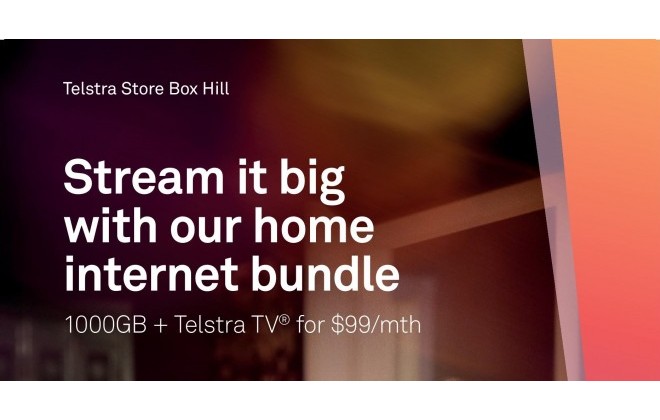 Telstra Store Box Hill
Stream it big
with our home
internet bundle
1000GB + Telstra TV® for $99/mth